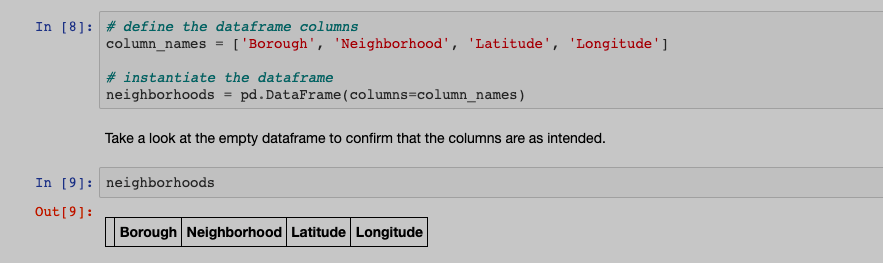 In [8]: # define the dataframe columns
column_names = ['Borough', 'Neighborhood', 'Latitude', 'Longitude']
# instantiate the dataframe
neighborhoods = pd.DataFrame(columns=column_names)
Take a look at the empty dataframe to confirm that the columns are as intended.
In [9]: neighborhoods
Out[9]:
Borough Neighborhood Latitude Longitude